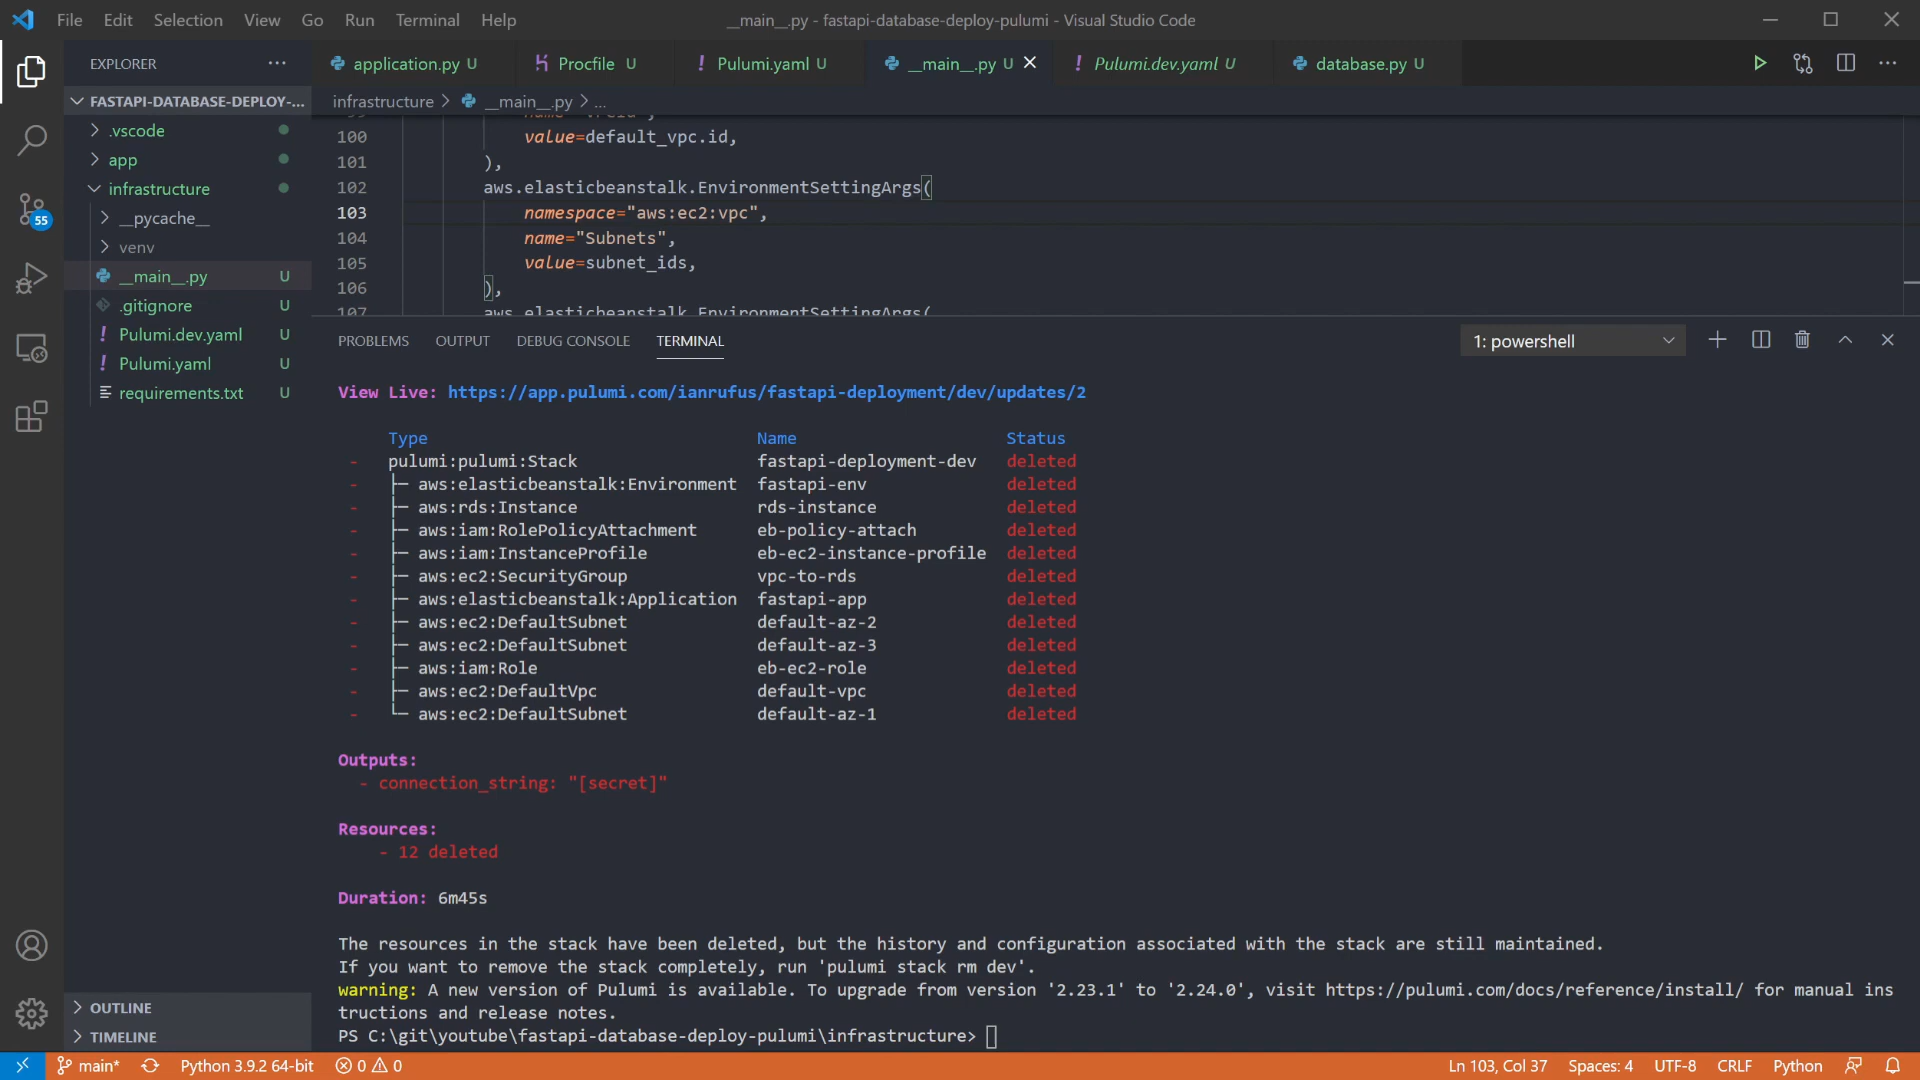 File Edit Selection View Go Run Terminal Help
__main__.py - fastapi-database-deploy-pulumi - Visual Studio Code
EXPLORER
application.py U Procfile U ! Pulumi.yaml U __main__.py U ! Pulumi.dev.yaml U database.py U
FASTAPI-DATABASE-DEPLOY-...
infrastructure > __main__.py > ...
.vscode
app
infrastructure
__pycache__
venv
__main__.py U
.gitignore U
! Pulumi.dev.yaml U
! Pulumi.yaml U
requirements.txt U
55
100 value=default_vpc.id,
101 ),
102 aws.elasticbeanstalk.EnvironmentSettingArgs(
103 namespace="aws:ec2:vpc",
104 name="Subnets",
105 value=subnet_ids,
106 ),
107 aws.elasticbeanstalk.EnvironmentSettingArgs(
PROBLEMS OUTPUT DEBUG CONSOLE TERMINAL
1: powershell
View Live: https://app.pulumi.com/ianrufus/fastapi-deployment/dev/updates/2
Type Name Status
- pulumi:pulumi:Stack fastapi-deployment-dev deleted
- ├─ aws:elasticbeanstalk:Environment fastapi-env deleted
- ├─ aws:rds:Instance rds-instance deleted
- ├─ aws:iam:RolePolicyAttachment eb-policy-attach deleted
- ├─ aws:iam:InstanceProfile eb-ec2-instance-profile deleted
- ├─ aws:ec2:SecurityGroup vpc-to-rds deleted
- ├─ aws:elasticbeanstalk:Application fastapi-app deleted
- ├─ aws:ec2:DefaultSubnet default-az-2 deleted
- ├─ aws:ec2:DefaultSubnet default-az-3 deleted
- ├─ aws:iam:Role eb-ec2-role deleted
- ├─ aws:ec2:DefaultVpc default-vpc deleted
- └─ aws:ec2:DefaultSubnet default-az-1 deleted
Outputs:
- connection_string: "[secret]"
Resources:
- 12 deleted
Duration: 6m45s
The resources in the stack have been deleted, but the history and configuration associated with the stack are still maintained.
If you want to remove the stack completely, run 'pulumi stack rm dev'.
warning: A new version of Pulumi is available. To upgrade from version '2.23.1' to '2.24.0', visit https://pulumi.com/docs/reference/install/ for manual ins
tructions and release notes.
PS C:\git\youtube\fastapi-database-deploy-pulumi\infrastructure>
OUTLINE
TIMELINE
main* Python 3.9.2 64-bit 0 0 Ln 103, Col 37 Spaces: 4 UTF-8 CRLF Python